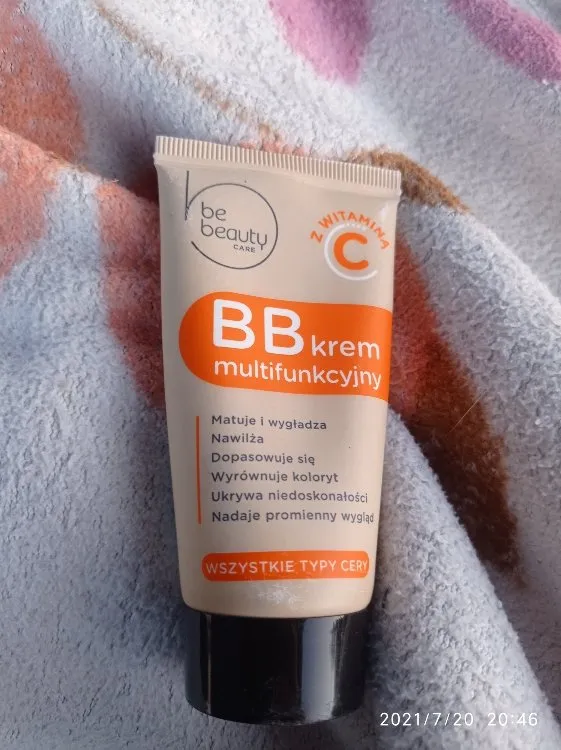 be
beauty
CARE
Z WITAMINĄ
C
BB krem
multifunkcyjny
Matuje i wygładza
Nawilża
Dopasowuje się
Wyrównuje koloryt
Ukrywa niedoskonałości
Nadaje promienny wygląd
WSZYSTKIE TYPY CERY
2021/7/20 20:46